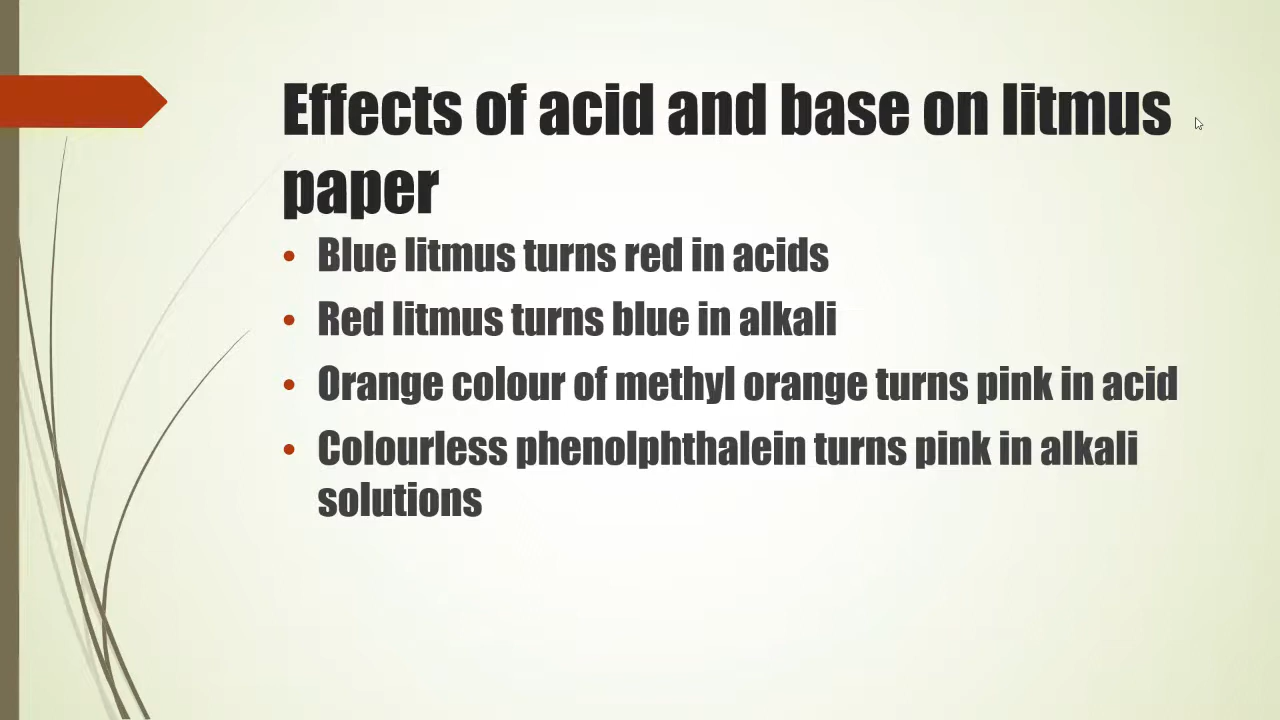 Effects of acid and base on litmus
paper
• Blue litmus turns red in acids
• Red litmus turns blue in alkali
• Orange colour of methyl orange turns pink in acid
• Colourless phenolphthalein turns pink in alkali
solutions